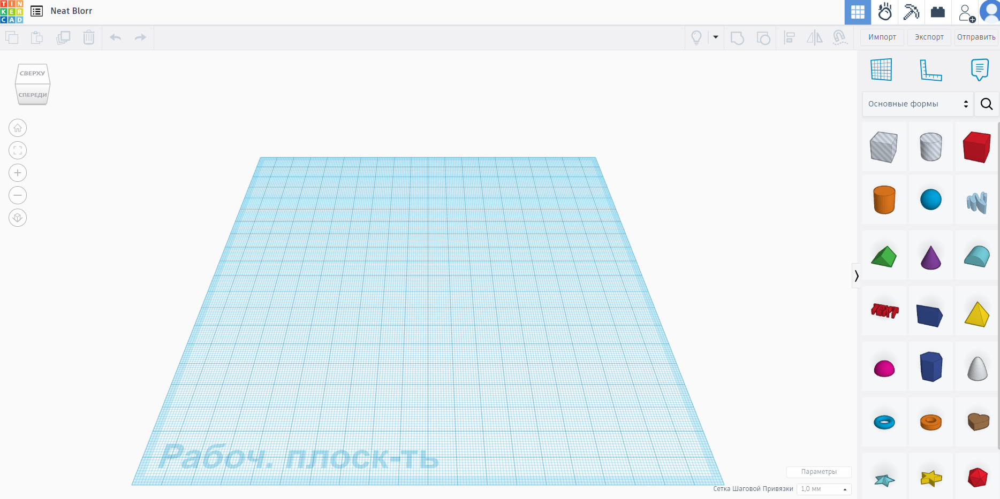 TIN
KER
CAD
Neat Blorr
Импорт
Экспорт
Отправить
СВЕРХУ
СПЕРЕДИ
Основные формы
TEXT
Рабоч. плоск-ть
Параметры
Сетка Шаговой Привязки
1,0 мм